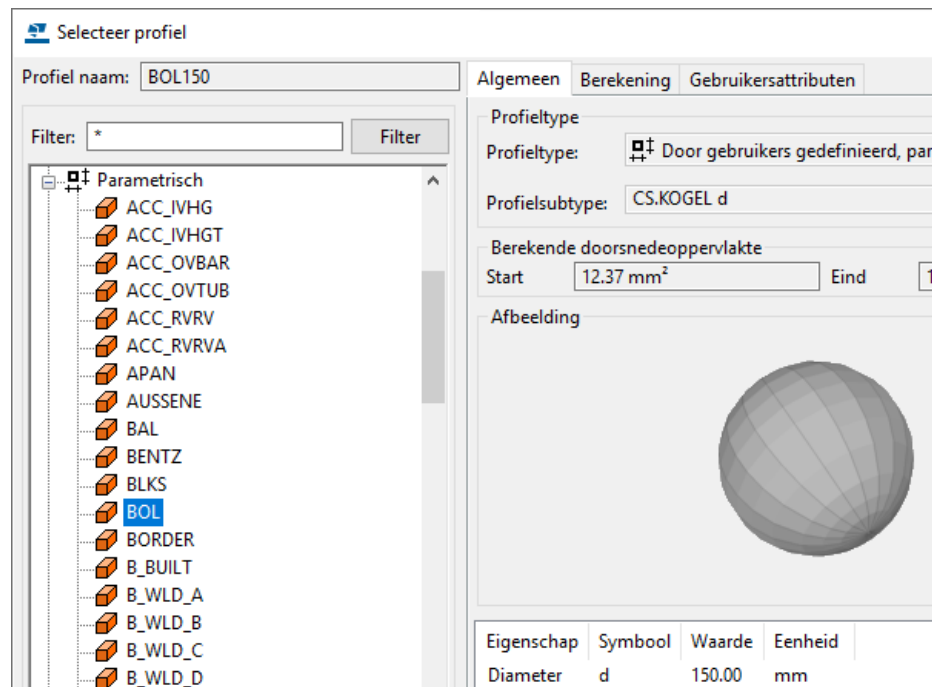 Selecteer profiel
Profiel naam: BOL150
Filter: * Filter
Parametrisch
ACC_IVHG
ACC_IVHGT
ACC_OVBAR
ACC_OVTUB
ACC_RVRV
ACC_RVRVA
APAN
AUSSENE
BAL
BENTZ
BLKS
BOL
BORDER
B_BUILT
B_WLD_A
B_WLD_B
B_WLD_C
B_WLD_D
Algemeen Berekening Gebruikersattributen
Profieltype
Profieltype: Door gebruikers gedefinieerd, par
Profielsubtype: CS.KOGEL d
Berekende doorsnedeoppervlakte
Start 12.37 mm² Eind 1
Afbeelding
Eigenschap Symbool Waarde Eenheid
Diameter d 150.00 mm